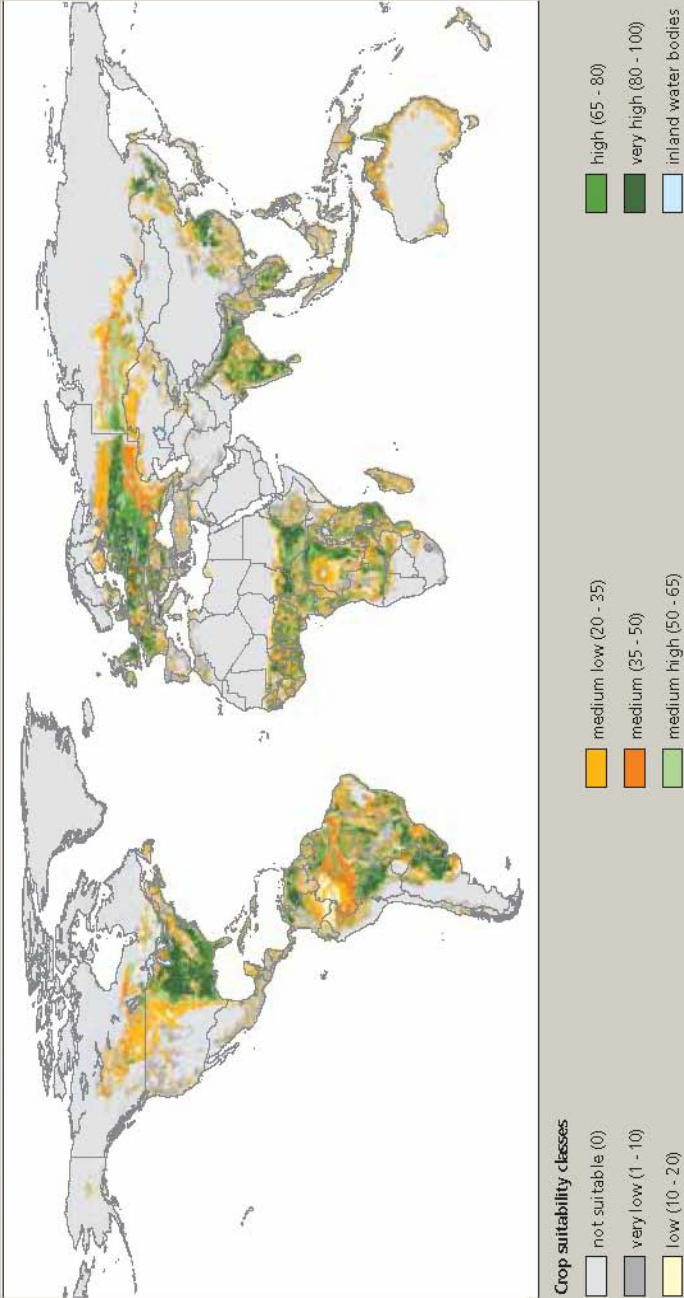 Crop suitability classes
not suitable (0)
very low (1 - 10)
low (10 - 20)
medium low (20 - 35)
medium (35 - 50)
medium high (50 - 65)
high (65 - 80)
very high (80 - 100)
inland water bodies